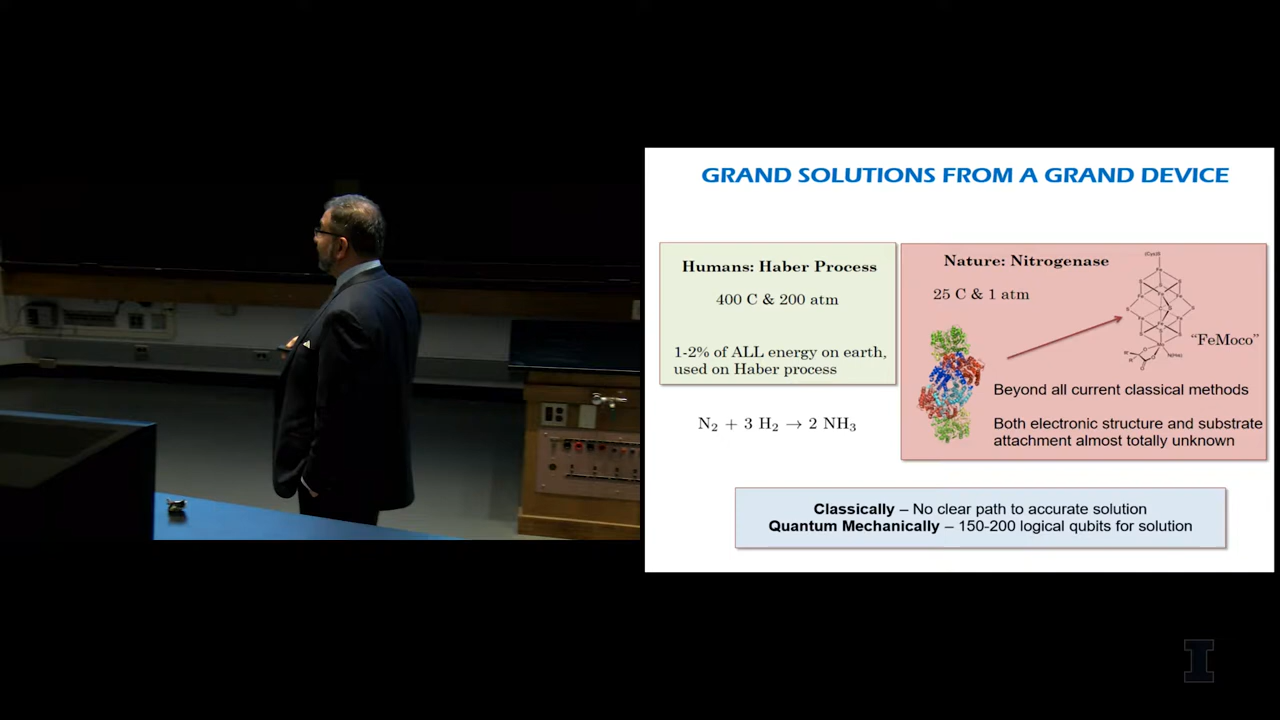 GRAND SOLUTIONS FROM A GRAND DEVICE
Humans: Haber Process
400 C & 200 atm
1-2% of ALL energy on earth,
used on Haber process
N₂ + 3 H₂ → 2 NH₃
Nature: Nitrogenase
25 C & 1 atm
"FeMoco"
Beyond all current classical methods
Both electronic structure and substrate
attachment almost totally unknown
Classically – No clear path to accurate solution
Quantum Mechanically – 150-200 logical qubits for solution
I